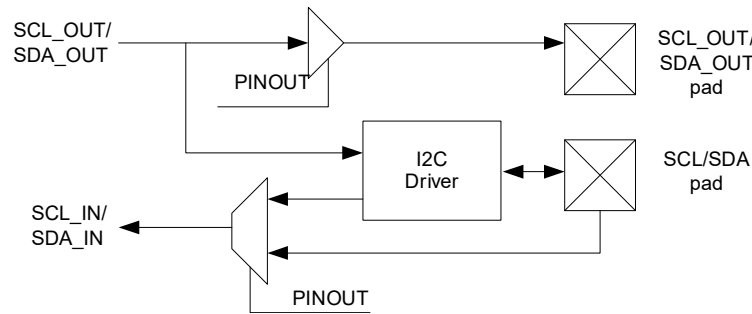 SCL_OUT/
SDA_OUT
PINOUT
SCL_OUT/
SDA_OUT
pad
I2C
Driver
SCL/SDA
pad
SCL_IN/
SDA_IN
PINOUT